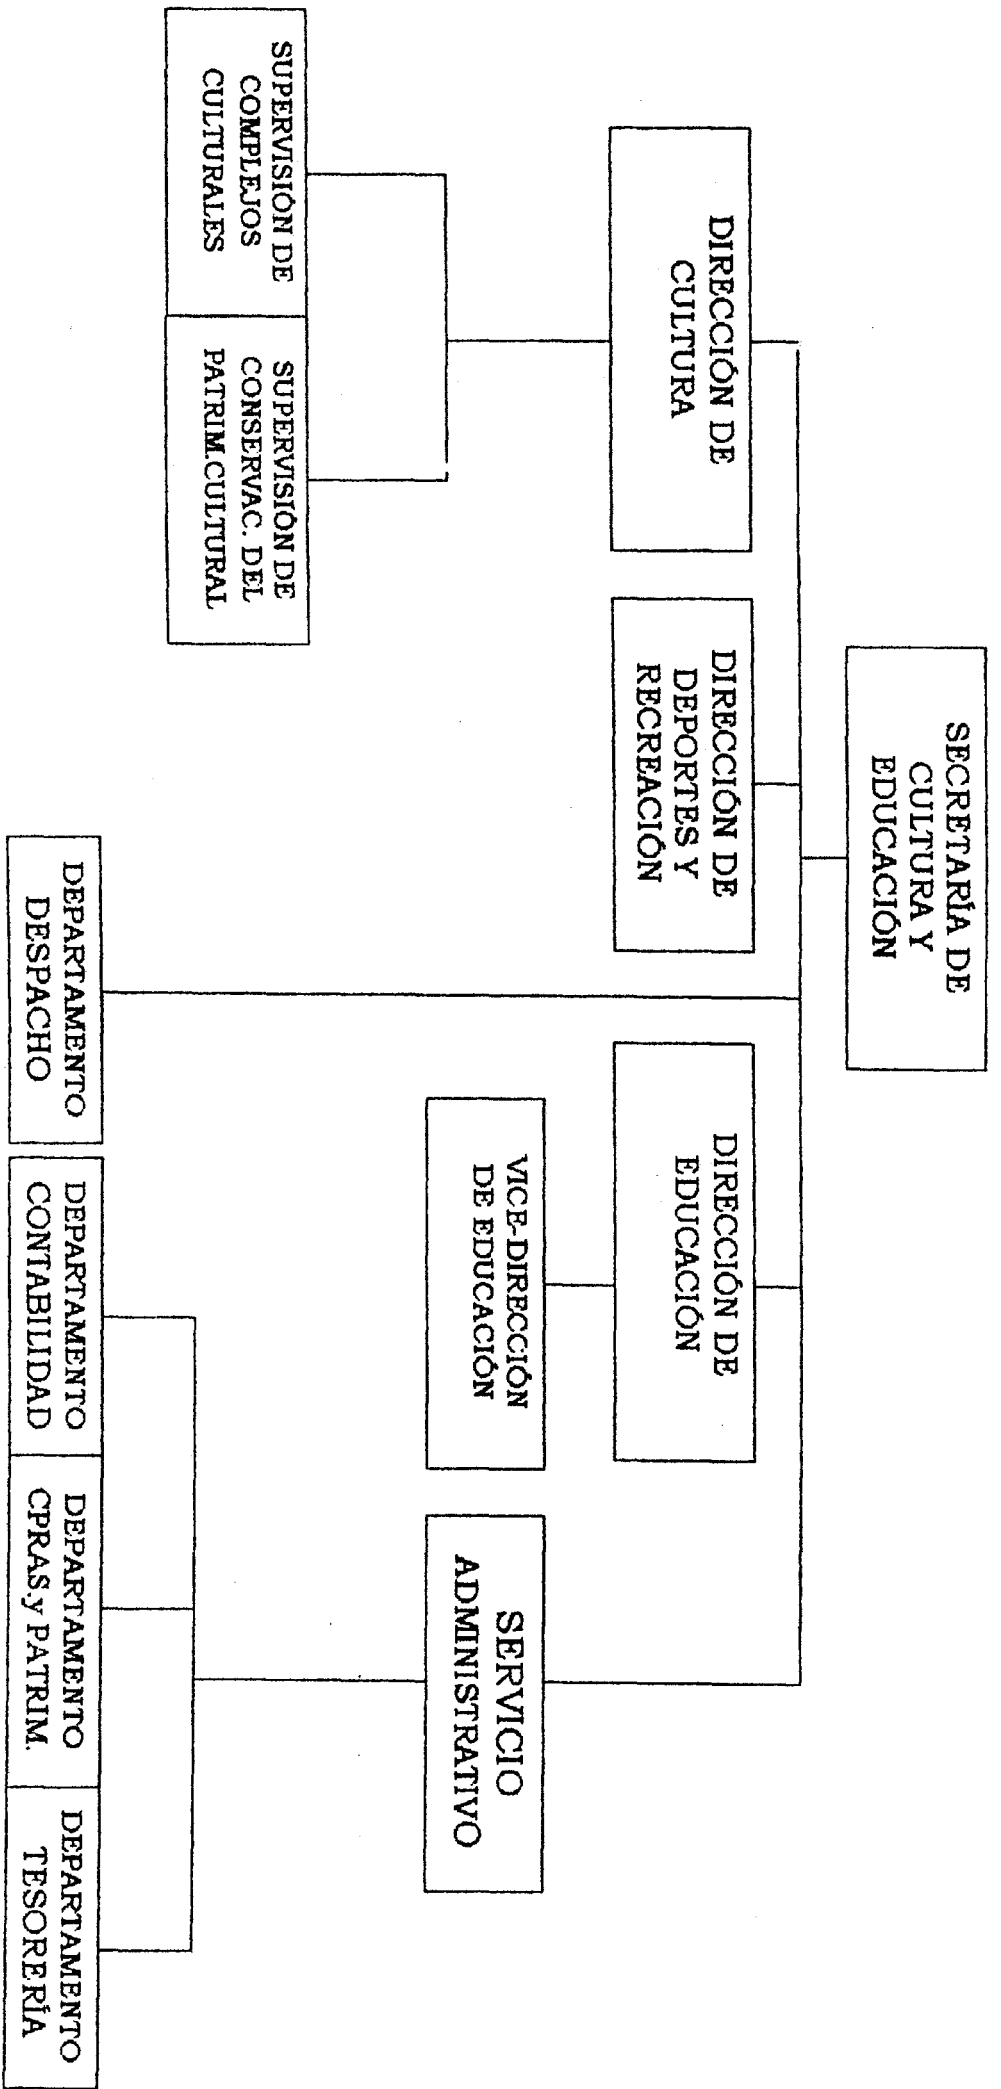 SECRETARÍA DE
CULTURA Y
EDUCACIÓN
DIRECCIÓN DE
CULTURA
DIRECCIÓN DE
DEPORTES Y
RECREACIÓN
DIRECCIÓN DE
EDUCACIÓN
VICE-DIRECCIÓN
DE EDUCACIÓN
SERVICIO
ADMINISTRATIVO
SUPERVISIÓN DE
COMPLEJOS
CULTURALES
SUPERVISIÓN DE
CONSERVAC. DEL
PATRIM.CULTURAL
DEPARTAMENTO
DESPACHO
DEPARTAMENTO
CONTABILIDAD
DEPARTAMENTO
CPRAS.y PATRIM.
DEPARTAMENTO
TESORERÍA